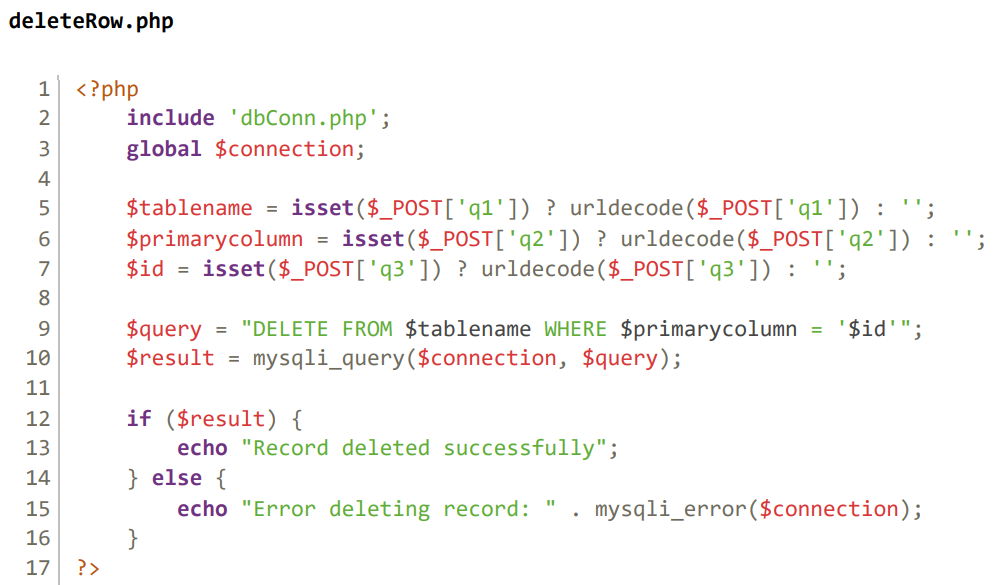 deleteRow.php
1 <?php
2     include 'dbConn.php';
3     global $connection;
4
5     $tablename = isset($_POST['q1']) ? urldecode($_POST['q1']) : '';
6     $primarycolumn = isset($_POST['q2']) ? urldecode($_POST['q2']) : '';
7     $id = isset($_POST['q3']) ? urldecode($_POST['q3']) : '';
8
9     $query = "DELETE FROM $tablename WHERE $primarycolumn = '$id'";
10     $result = mysqli_query($connection, $query);
11
12     if ($result) {
13         echo "Record deleted successfully";
14     } else {
15         echo "Error deleting record: " . mysqli_error($connection);
16     }
17 ?>